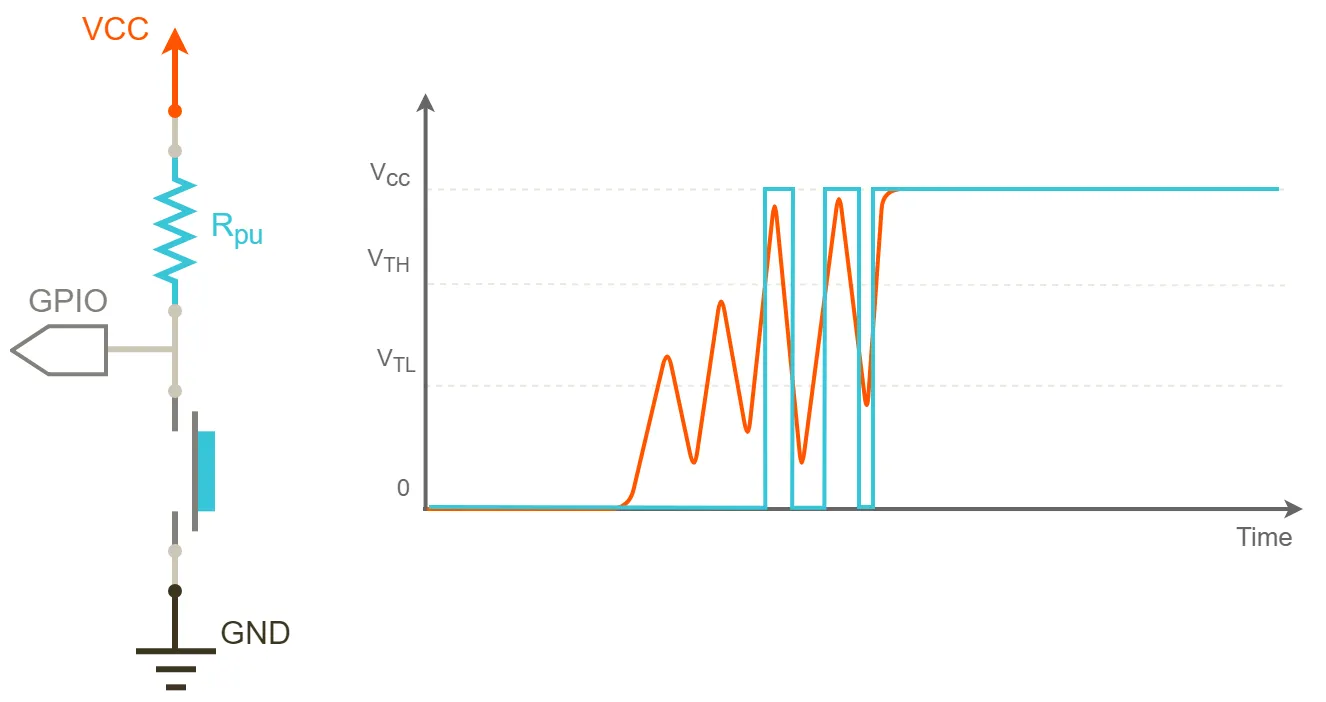 VCC
Rpu
GPIO
GND
VCC
VTH
VTL
0
Time